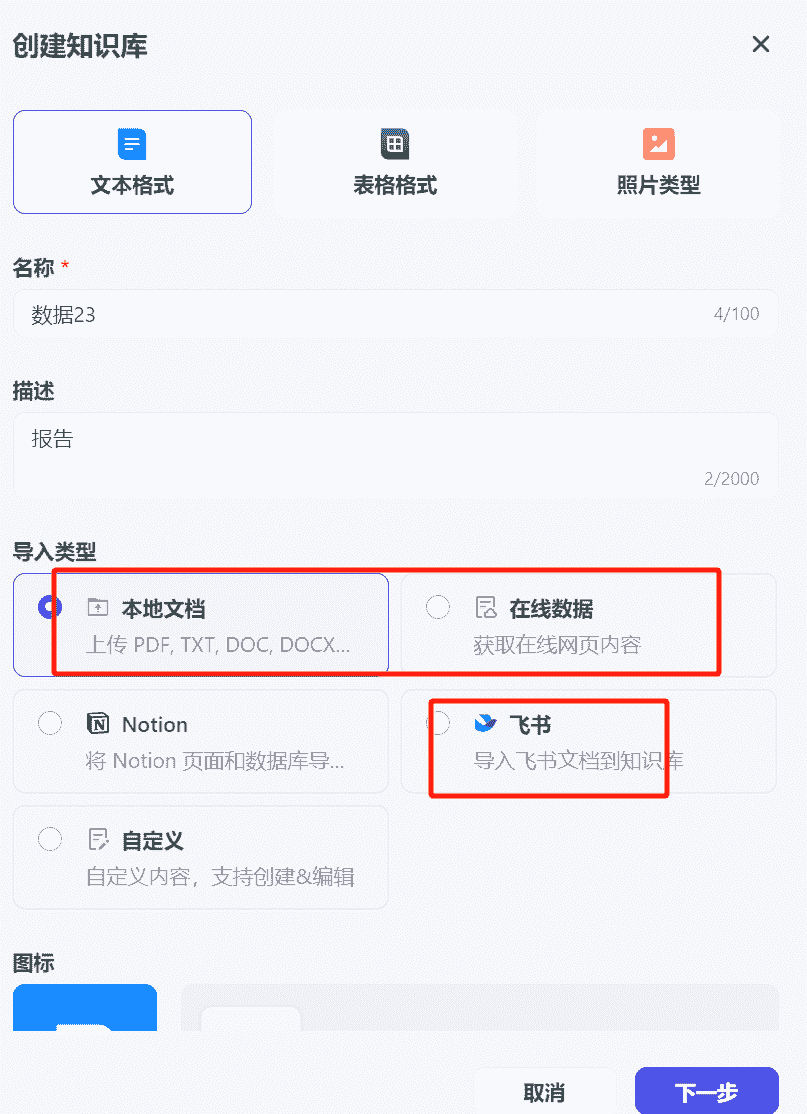 创建知识库
文本格式
表格格式
照片类型
名称 *
数据23
4/100
描述
报告
2/2000
导入类型
本地文档
上传 PDF, TXT, DOC, DOCX...
在线数据
获取在线网页内容
Notion
将 Notion 页面和数据库导...
飞书
导入飞书文档到知识库
自定义
自定义内容，支持创建&编辑
图标
取消
下一步